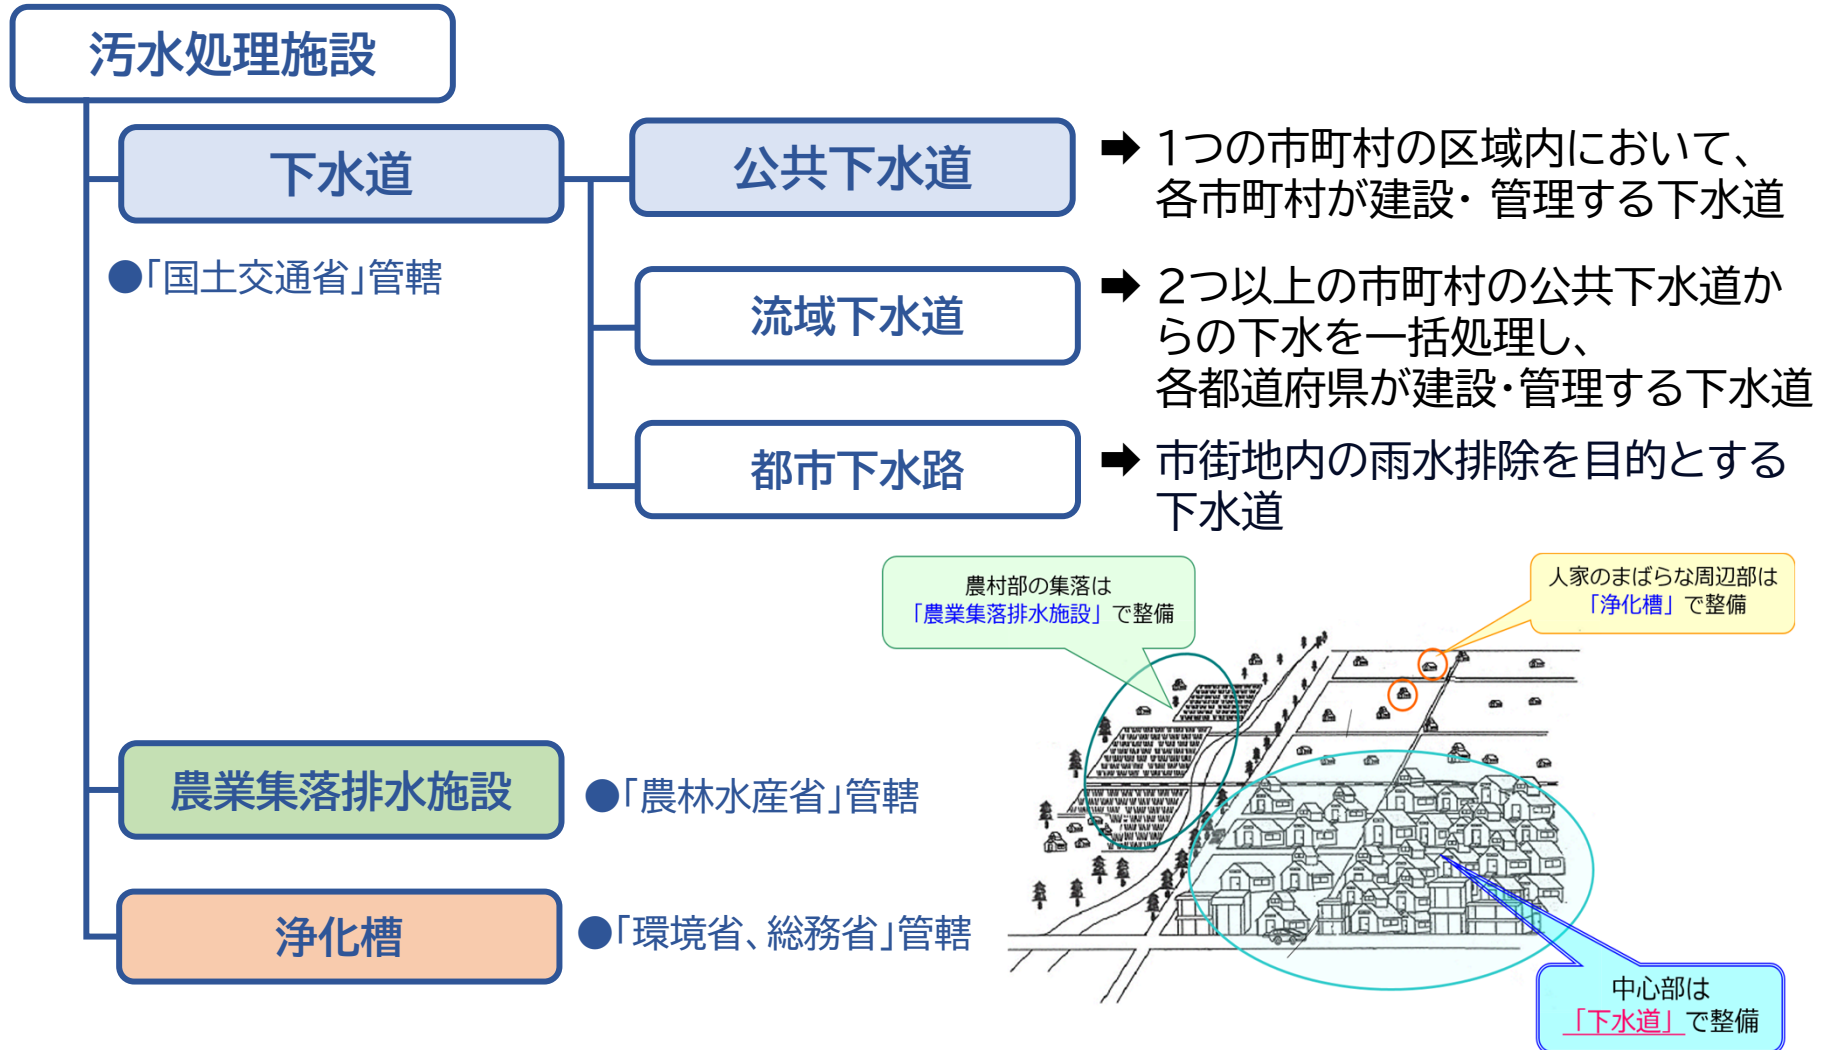 汚水処理施設
下水道
●「国土交通省」管轄
公共下水道
➡ 1つの市町村の区域内において、
各市町村が建設・管理する下水道
流域下水道
➡ 2つ以上の市町村の公共下水道か
らの下水を一括処理し、
各都道府県が建設・管理する下水道
都市下水路
➡ 市街地内の雨水排除を目的とする
下水道
農業集落排水施設
●「農林水産省」管轄
浄化槽
●「環境省、総務省」管轄
農村部の集落は
「農業集落排水施設」で整備
人家のまばらな周辺部は
「浄化槽」で整備
中心部は
「下水道」で整備